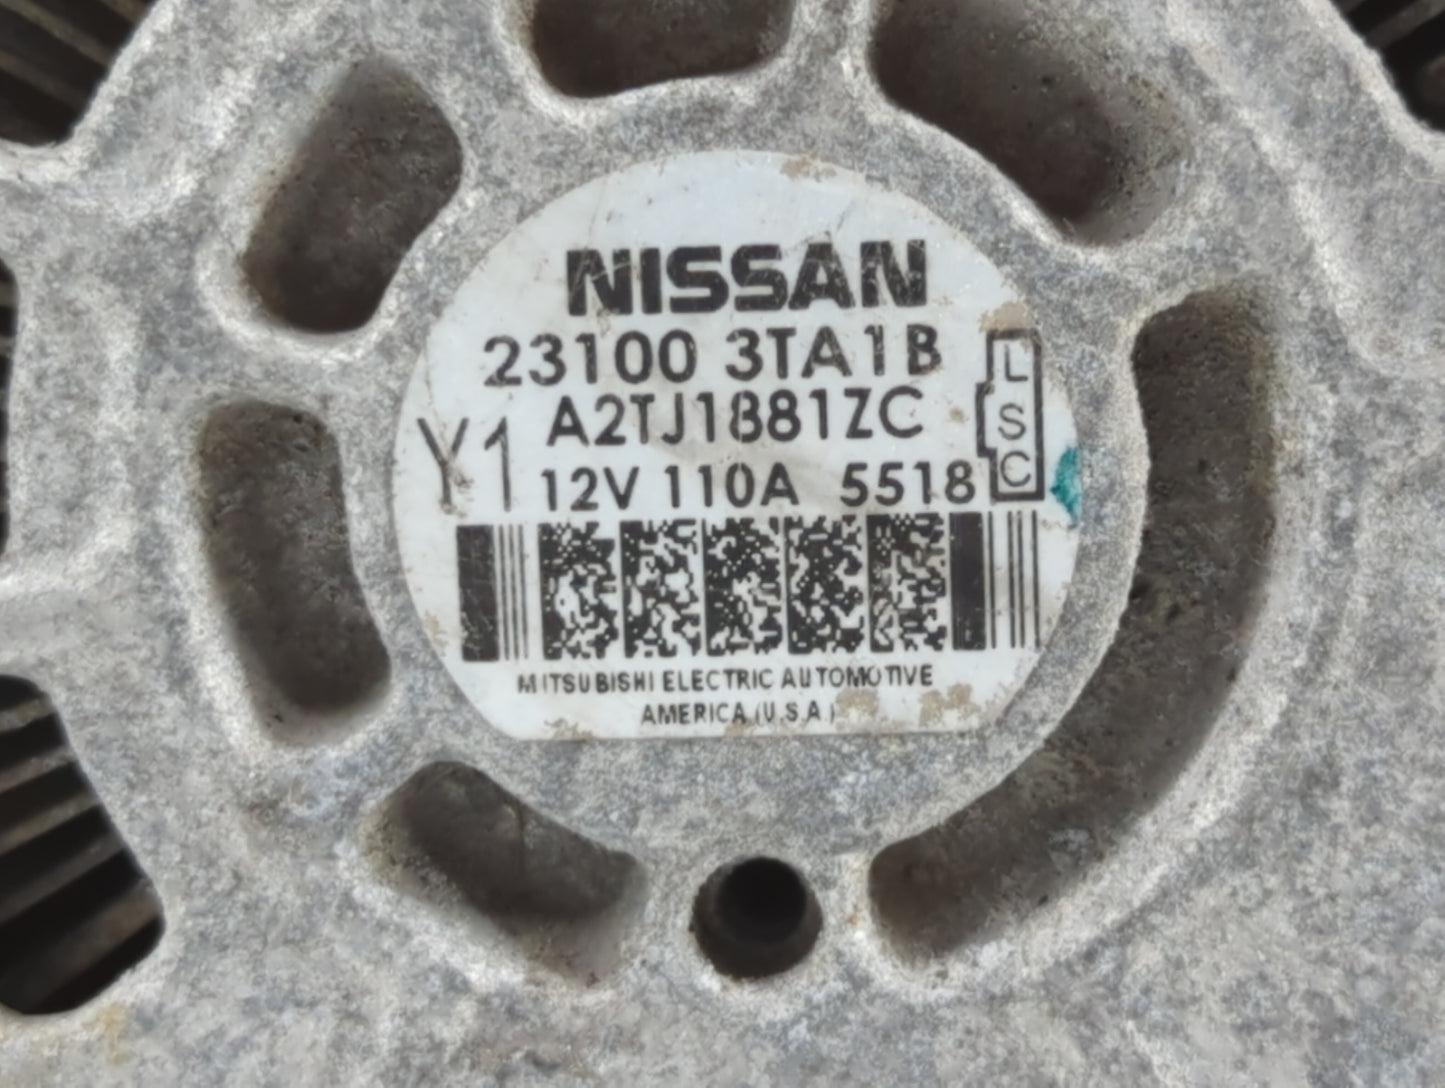 NISSAN
23100 3TA1B
A2TJ1881ZC
Y1
12V 110A 5518
L
S
C
MITSUBISHI ELECTRIC AUTOMOTIVE
AMERICA (U.S.A)